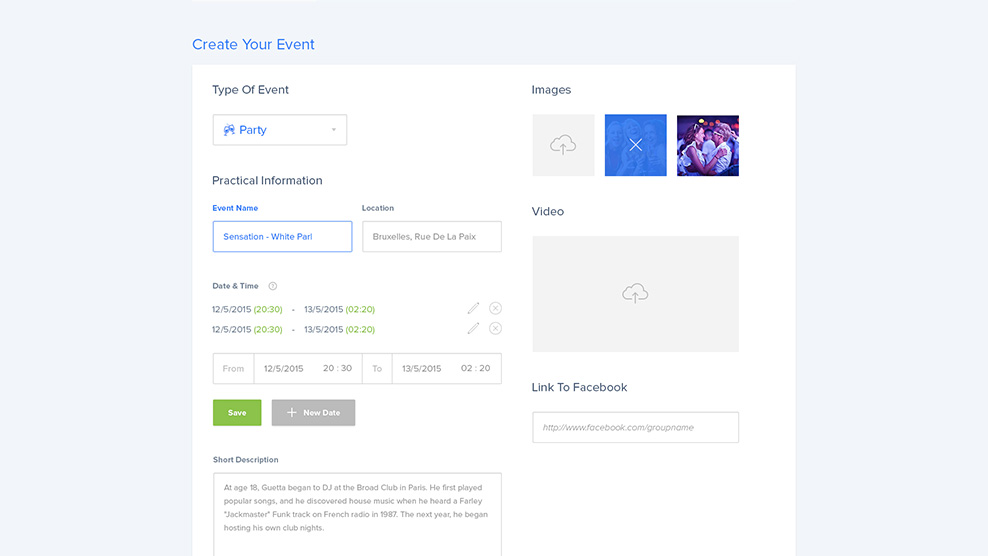 Create Your Event
Type Of Event
Party
Practical Information
Event Name
Location
Sensation - White Parl
Bruxelles, Rue De La Paix
Date & Time ?
12/5/2015 (20:30) - 13/5/2015 (02:20)
12/5/2015 (20:30) - 13/5/2015 (02:20)
From 12/5/2015 20 : 30 To 13/5/2015 02 : 20
Save
New Date
Short Description
At age 18, Guetta began to DJ at the Broad Club in Paris. He first played
popular songs, and he discovered house music when he heard a Farley
"Jackmaster" Funk track on French radio in 1987. The next year, he began
hosting his own club nights.
Images
Video
Link To Facebook
http://www.facebook.com/groupname